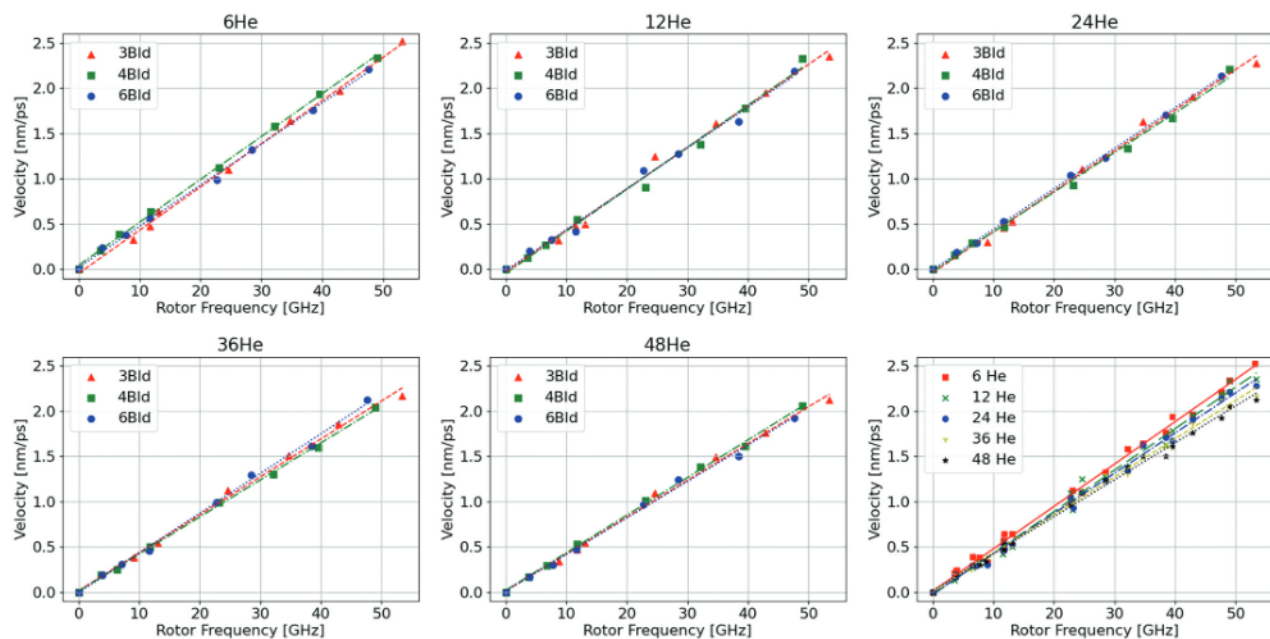 6He
2.5
2.0
1.5
1.0
0.5
0.0
Velocity [nm/ps]
3Bld
4Bld
6Bld
0 10 20 30 40 50
Rotor Frequency [GHz]
12He
2.5
2.0
1.5
1.0
0.5
0.0
Velocity [nm/ps]
3Bld
4Bld
6Bld
0 10 20 30 40 50
Rotor Frequency [GHz]
24He
2.5
2.0
1.5
1.0
0.5
0.0
Velocity [nm/ps]
3Bld
4Bld
6Bld
0 10 20 30 40 50
Rotor Frequency [GHz]
36He
2.5
2.0
1.5
1.0
0.5
0.0
Velocity [nm/ps]
3Bld
4Bld
6Bld
0 10 20 30 40 50
Rotor Frequency [GHz]
48He
2.5
2.0
1.5
1.0
0.5
0.0
Velocity [nm/ps]
3Bld
4Bld
6Bld
0 10 20 30 40 50
Rotor Frequency [GHz]
2.5
2.0
1.5
1.0
0.5
0.0
Velocity [nm/ps]
6 He
12 He
24 He
36 He
48 He
0 10 20 30 40 50
Rotor Frequency [GHz]